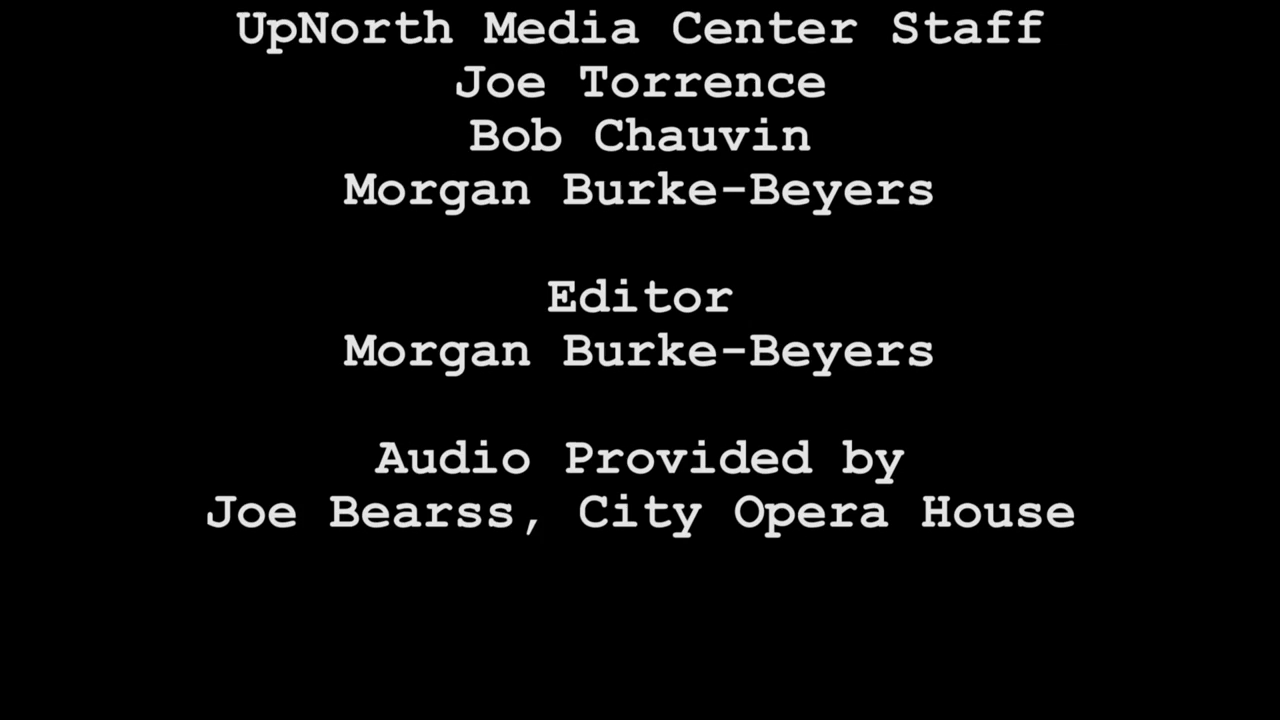 UpNorth Media Center Staff
Joe Torrence
Bob Chauvin
Morgan Burke-Beyers
Editor
Morgan Burke-Beyers
Audio Provided by
Joe Bearss, City Opera House